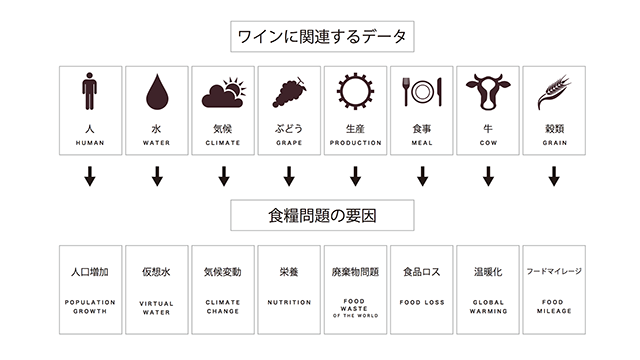 ワインに関連するデータ
人
HUMAN
水
WATER
気候
CLIMATE
ぶどう
GRAPE
生産
PRODUCTION
食事
MEAL
牛
COW
穀類
GRAIN
食糧問題の要因
人口増加
POPULATION
GROWTH
仮想水
VIRTUAL
WATER
気候変動
CLIMATE
CHANGE
栄養
NUTRITION
廃棄物問題
FOOD
WASTE
OF THE WORLD
食品ロス
FOOD LOSS
温暖化
GLOBAL
WARMING
フードマイレージ
FOOD
MILEAGE